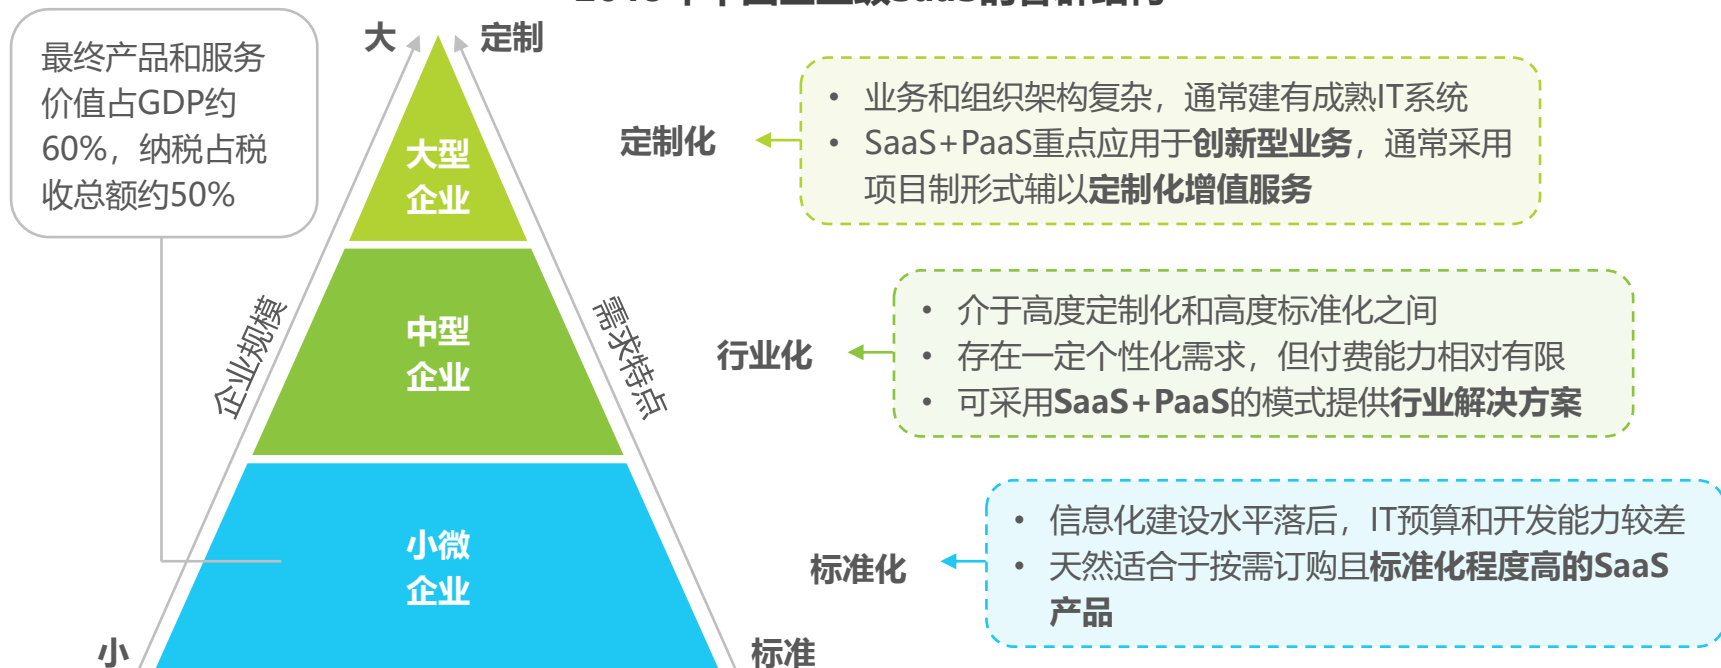 最终产品和服务
价值占GDP约
60%，纳税占税
收总额约50%
大
定制
大型
企业
定制化
• 业务和组织架构复杂，通常建有成熟IT系统
• SaaS+PaaS重点应用于创新型业务，通常采用
项目制形式辅以定制化增值服务
企业规模
需求特点
中型
企业
行业化
• 介于高度定制化和高度标准化之间
• 存在一定个性化需求，但付费能力相对有限
• 可采用SaaS+PaaS的模式提供行业解决方案
小微
企业
标准化
• 信息化建设水平落后，IT预算和开发能力较差
• 天然适合于按需订购且标准化程度高的SaaS
产品
小
标准